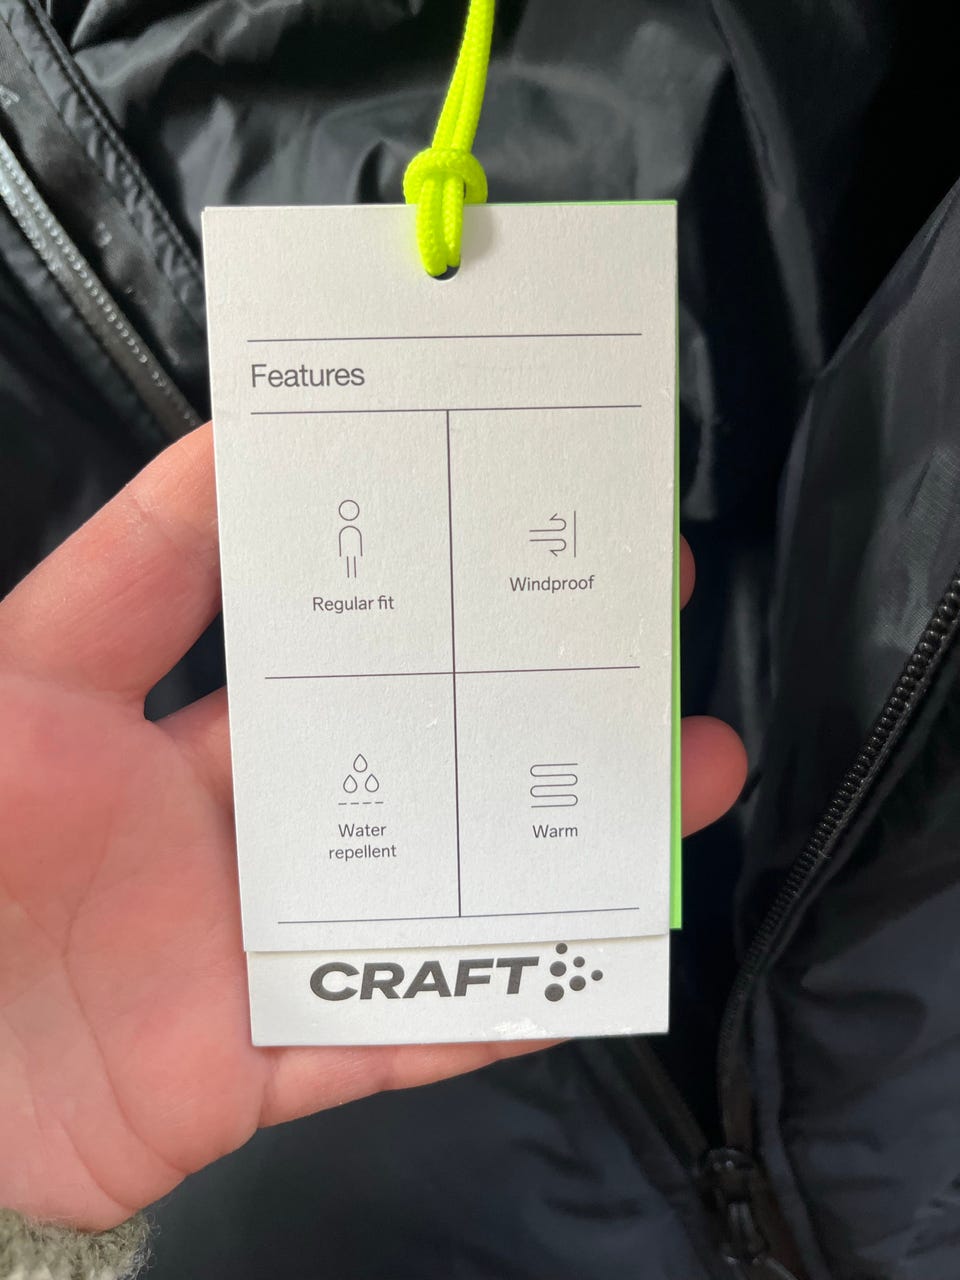 Features
Regular fit
Windproof
Water
repellent
Warm
CRAFT